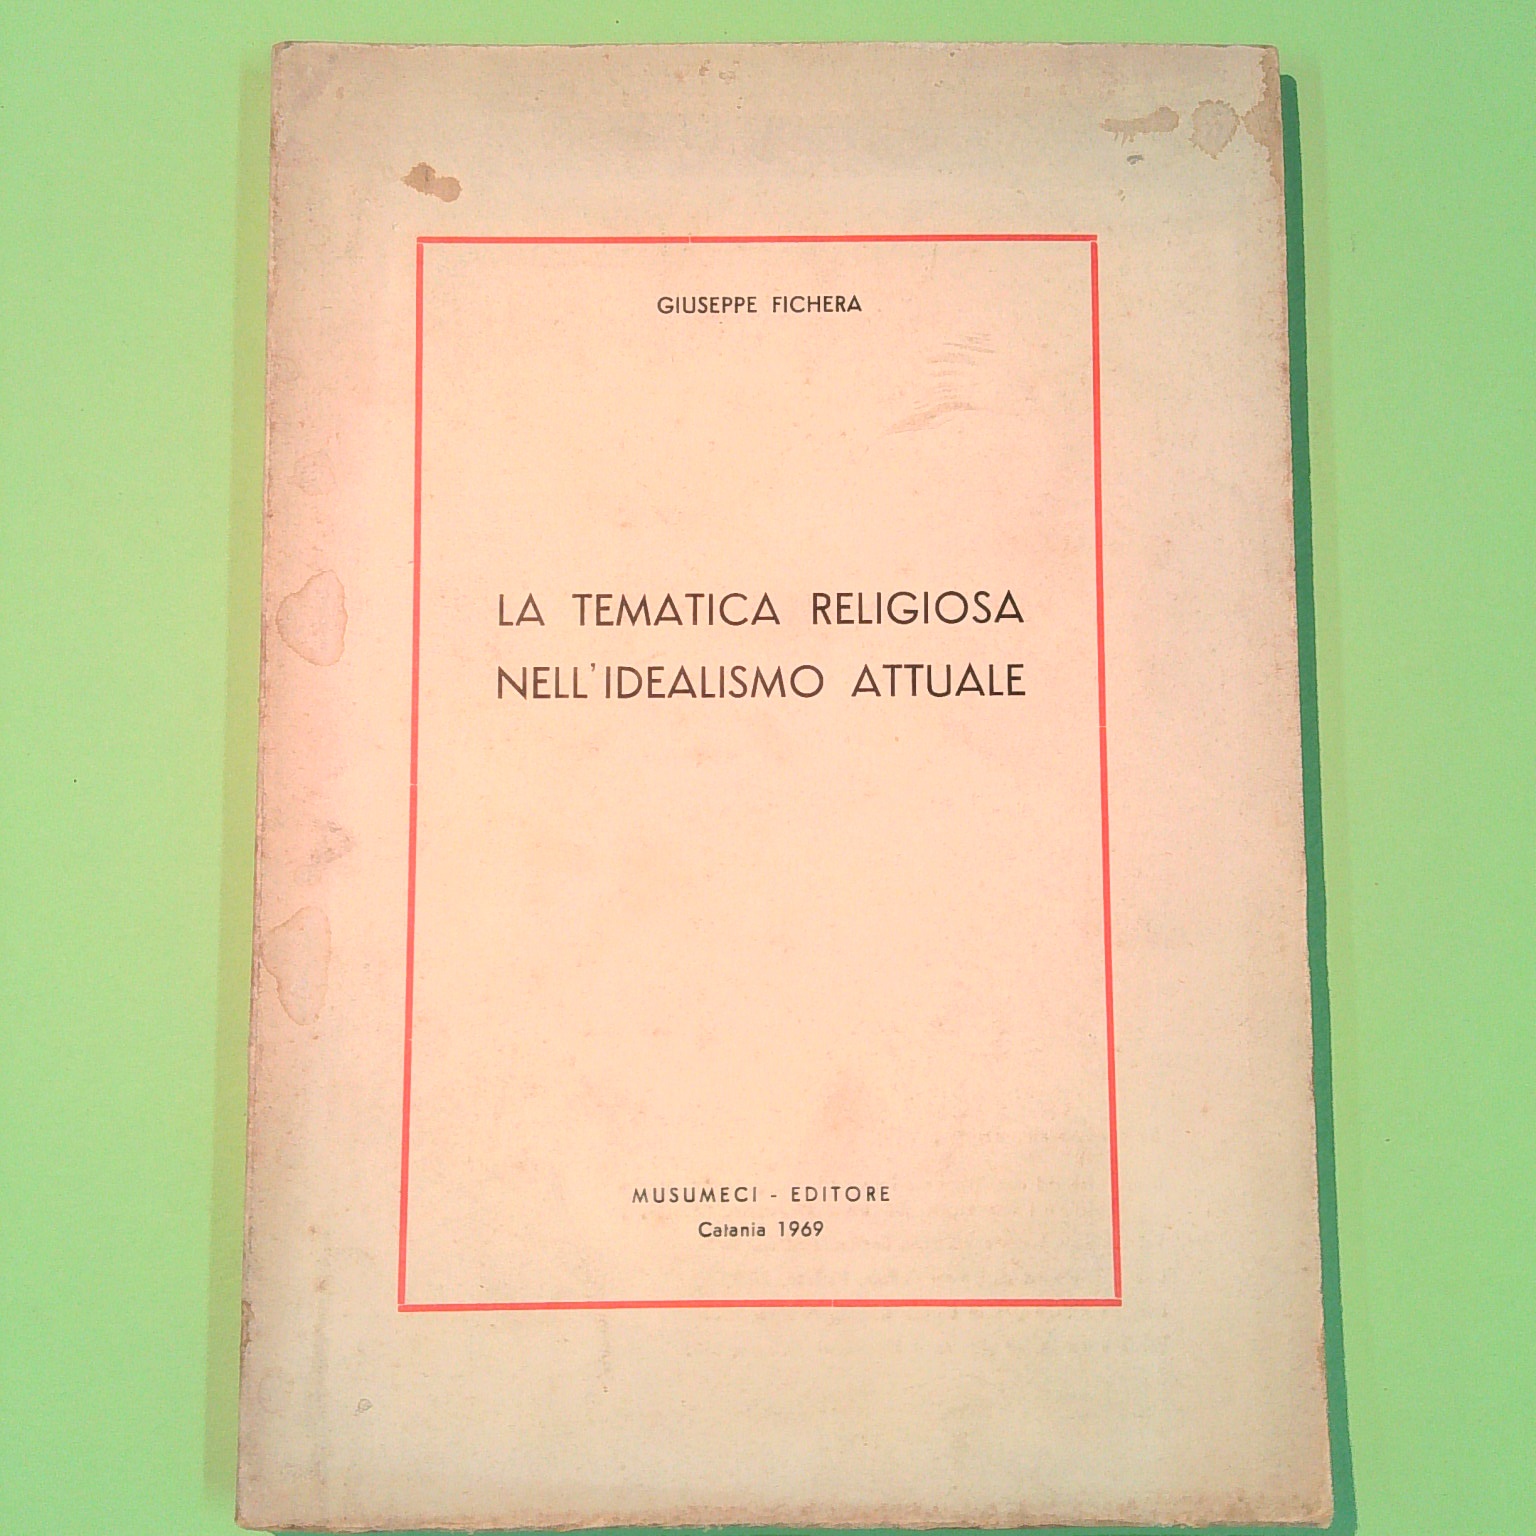 GIUSEPPE FICHERA
LA TEMATICA RELIGIOSA
NELL'IDEALISMO ATTUALE
MUSUMECI - EDITORE
Catania 1969